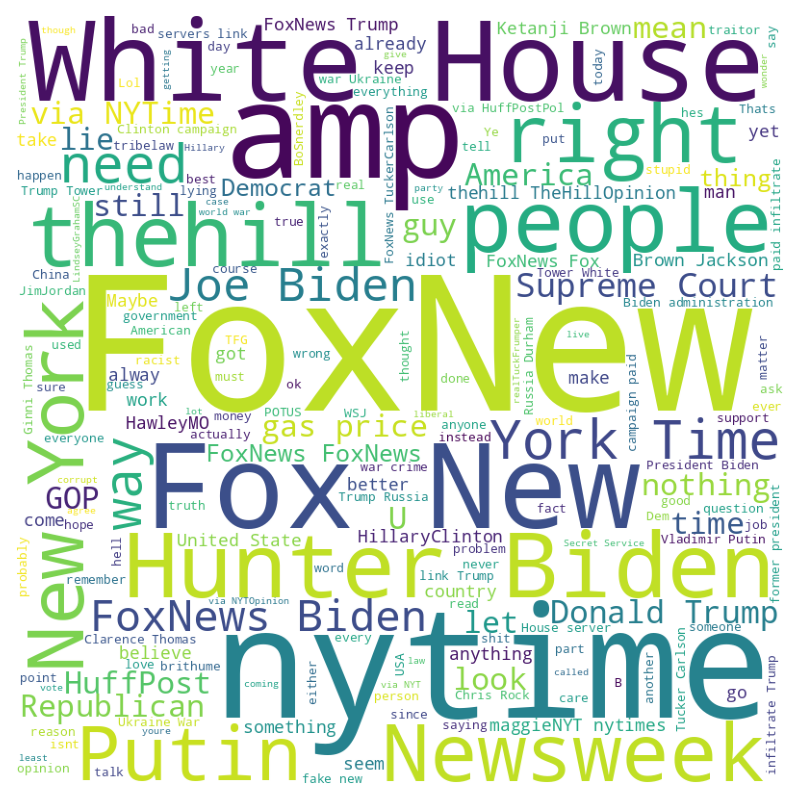 White House
amp
right
people
thehill
FoxNew
Fox New
Hunter Biden
nytime
Newsweek
Putin
New York
York Time
Joe Biden
Supreme Court
Donald Trump
FoxNews Biden
HuffPost
Republican
gas price
FoxNews FoxNews
United State
HillaryClinton
nothing
time
let
look
way
GOP
U
need
still
lie
via NYTime
America
guy
thing
mean
Democrat
FoxNews Trump
already
keep
Ketanji Brown
traitor
say
bad
servers link
day
year
though
President Trump
Lol
getting
give
war Ukraine
everything
BoSnerdley
via HuffPostPol
hes
Thats
today
wonder
yet
take
Clinton campaign
tribelaw
Hillary
Ye
put
tell
stupid
happen
best
real
FoxNews TuckerCarlson
party
use
paid infiltrate
Trump Tower
understand
lying
case
world war
true
exactly
thehill TheHillOpinion
man
LindseyGrahamSC
idiot
FoxNews Fox
Brown Jackson
China
course
Tower White
JimJordan
Maybe
left
Biden administration
government
American
used
TFG
live
realTuckFrumper
Russia Durham
thought
Ginni Thomas
racist
got
wrong
done
matter
sure
guess
must
ok
alway
make
ask
ever
work
lot
money
POTUS
WSJ
liberal
world
support
campaign paid
HawleyMO
actually
anyone
instead
everyone
corrupt
truth
better
war crime
President Biden
agree
Trump Russia
fact
good
question
come
hope
Dem
job
probably
hell
problem
Secret Service
Vladimir Putin
former president
remember
word
never
link Trump
country
read
via NYTOpinion
House server
someone
Clarence Thomas
every
shit
part
believe
anything
love
brithume
either
USA
law
called
another
point
vote
coming
via NYT
person
Chris Rock
care
B
go
Tucker Carlson
infiltrate Trump
reason
isnt
Ukraine War
youre
something
since
saying
maggieNYT nytimes
least
opinion
talk
fake new
seem